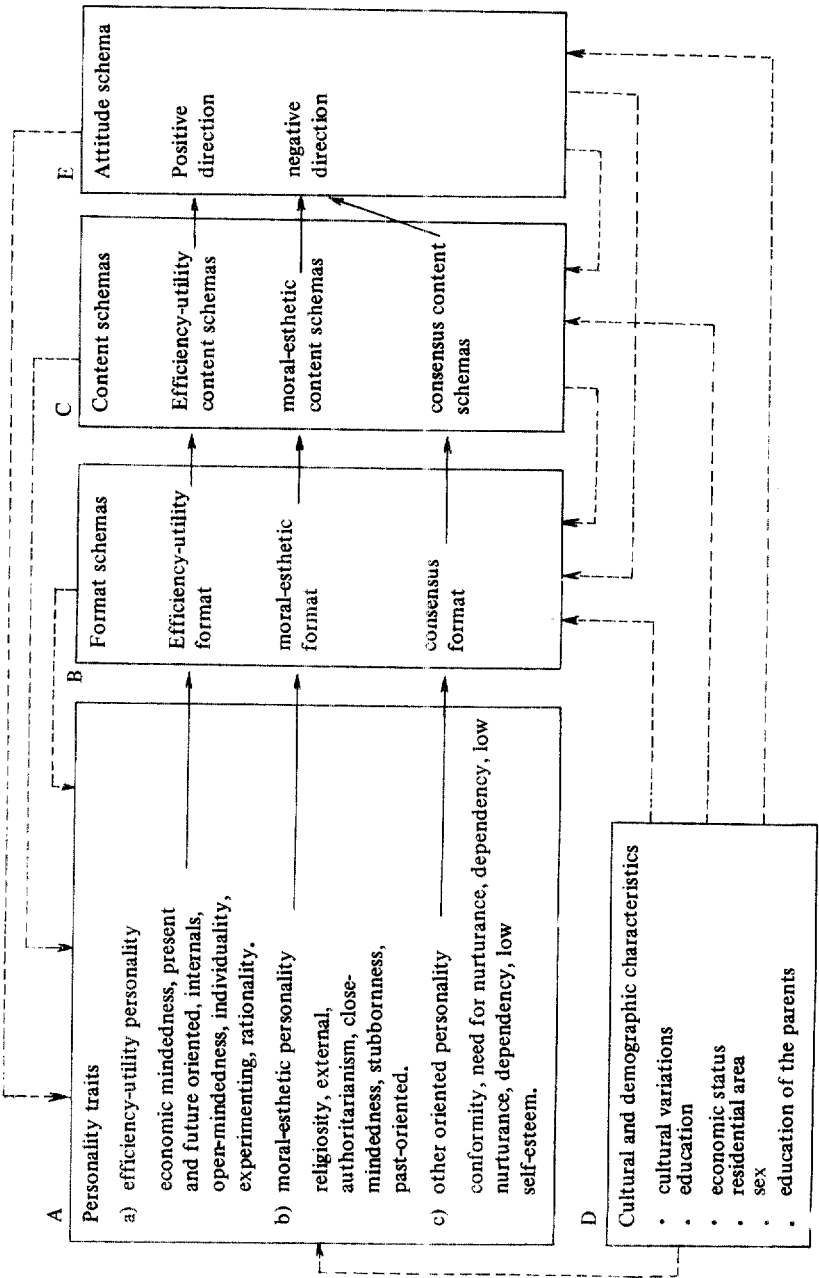 A
Personality traits
a) efficiency-utility personality
economic mindedness, present
and future oriented, internals,
open-mindedness, individuality,
experimenting, rationality.
b) moral-esthetic personality
religiosity, external,
authoritarianism, close-
mindedness, stubbornness,
past-oriented.
c) other oriented personality
conformity, need for nurturance, dependency, low
nurturance, dependency, low
self-esteem.
B
Format schemas
Efficiency-utility
format
moral-esthetic
format
consensus
format
C
Content schemas
Efficiency-utility
content schemas
moral-esthetic
content schemas
consensus content
schemas
E
Attitude schema
Positive
direction
negative
direction
D
Cultural and demographic characteristics
• cultural variations
• education
• economic status
• residential area
• sex
• education of the parents